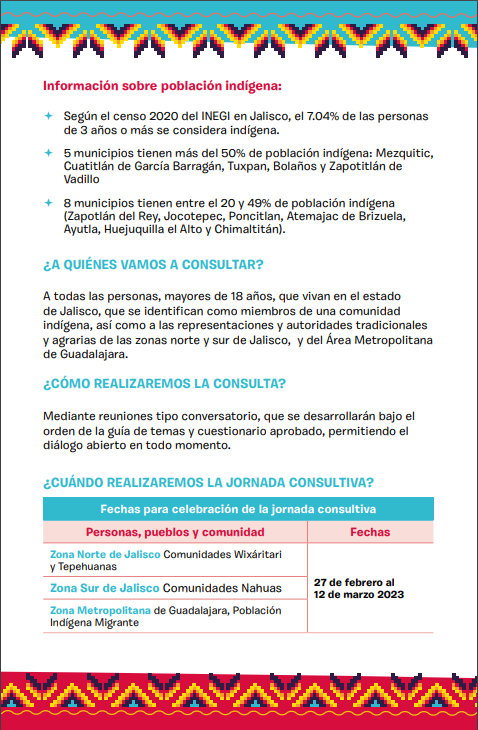 Información sobre población indígena:
Según el censo 2020 del INEGI en Jalisco, el 7.04% de las personas
de 3 años o más se considera indígena.
5 municipios tienen más del 50% de población indígena: Mezquitic,
Cuatitlán de García Barragán, Tuxpan, Bolaños y Zapotitlán de
Vadillo
8 municipios tienen entre el 20 y 49% de población indígena
(Zapotlán del Rey, Jocotepec, Poncitlan, Atemajac de Brizuela,
Ayutla, Huejuquilla el Alto y Chimaltitán).
¿A QUIÉNES VAMOS A CONSULTAR?
A todas las personas, mayores de 18 años, que vivan en el estado
de Jalisco, que se identifican como miembros de una comunidad
indígena, así como a las representaciones y autoridades tradicionales
y agrarias de las zonas norte y sur de Jalisco, y del Área Metropolitana
de Guadalajara.
¿CÓMO REALIZAREMOS LA CONSULTA?
Mediante reuniones tipo conversatorio, que se desarrollarán bajo el
orden de la guía de temas y cuestionario aprobado, permitiendo el
diálogo abierto en todo momento.
¿CUÁNDO REALIZAREMOS LA JORNADA CONSULTIVA?
Fechas para celebración de la jornada consultiva
Personas, pueblos y comunidad Fechas
Zona Norte de Jalisco Comunidades Wixáritari
y Tepehuanas
Zona Sur de Jalisco Comunidades Nahuas
Zona Metropolitana de Guadalajara, Población
Indígena Migrante
27 de febrero al
12 de marzo 2023